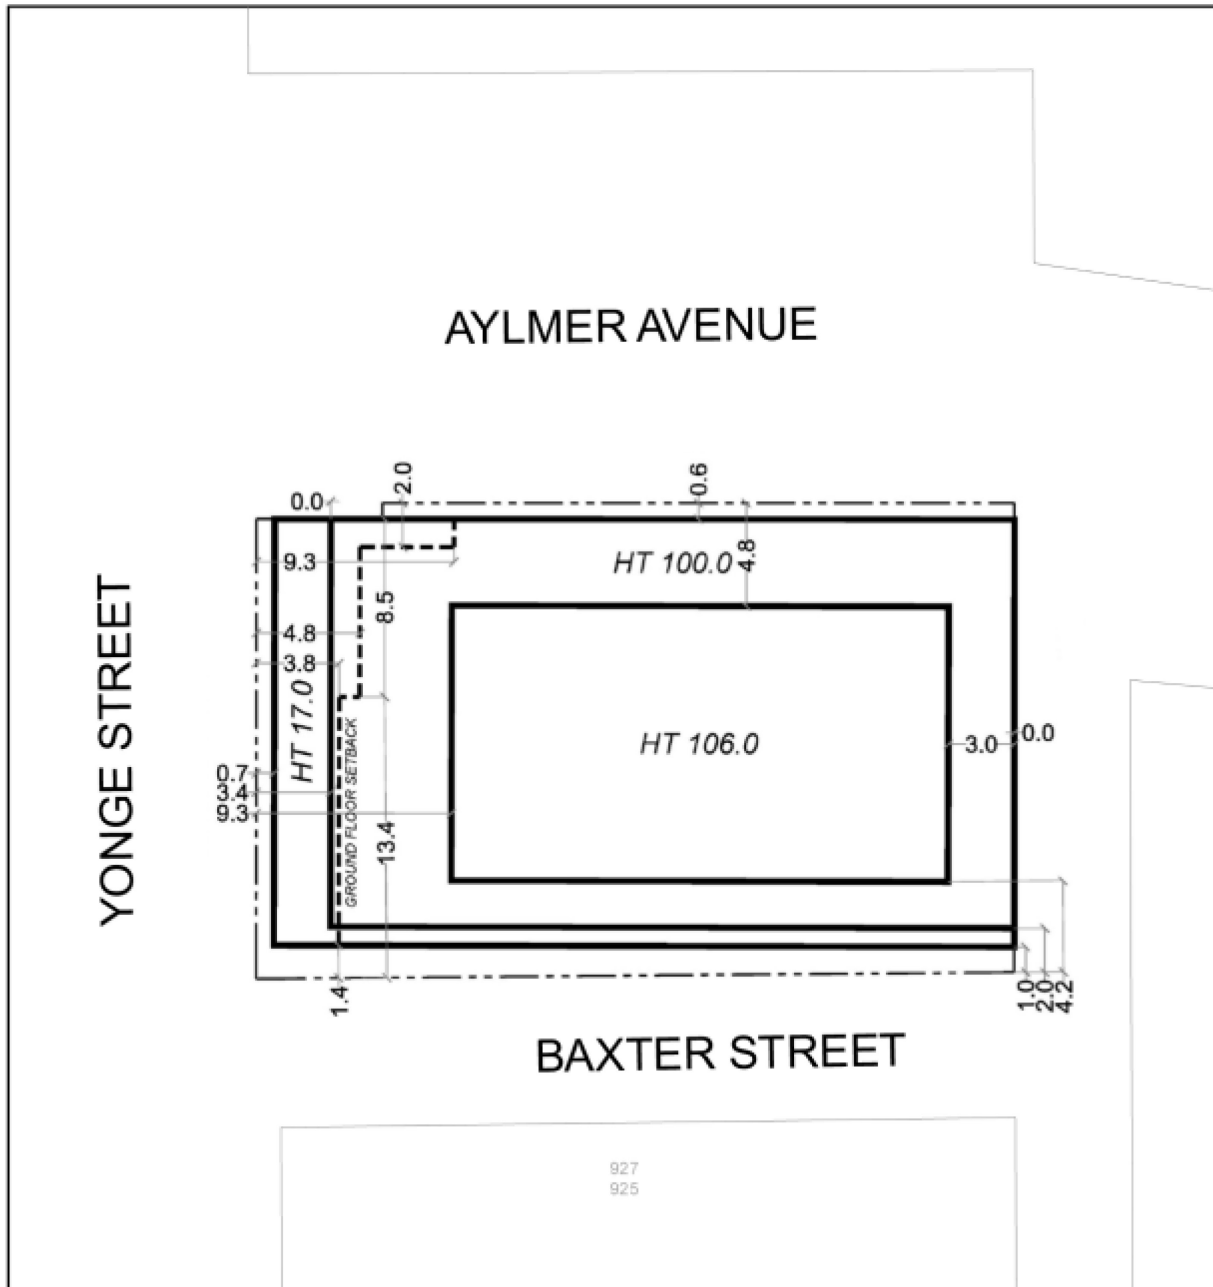 AYLMER AVENUE
0.0
2.0
0.6
9.3
HT 100.0
4.8
8.5
4.8
3.8
HT 17.0
YONGE STREET
HT 106.0
3.0
0.0
0.7
3.4
9.3
GROUND FLOOR SETBACK
13.4
1.4
1.0
2.0
4.2
BAXTER STREET
927
925